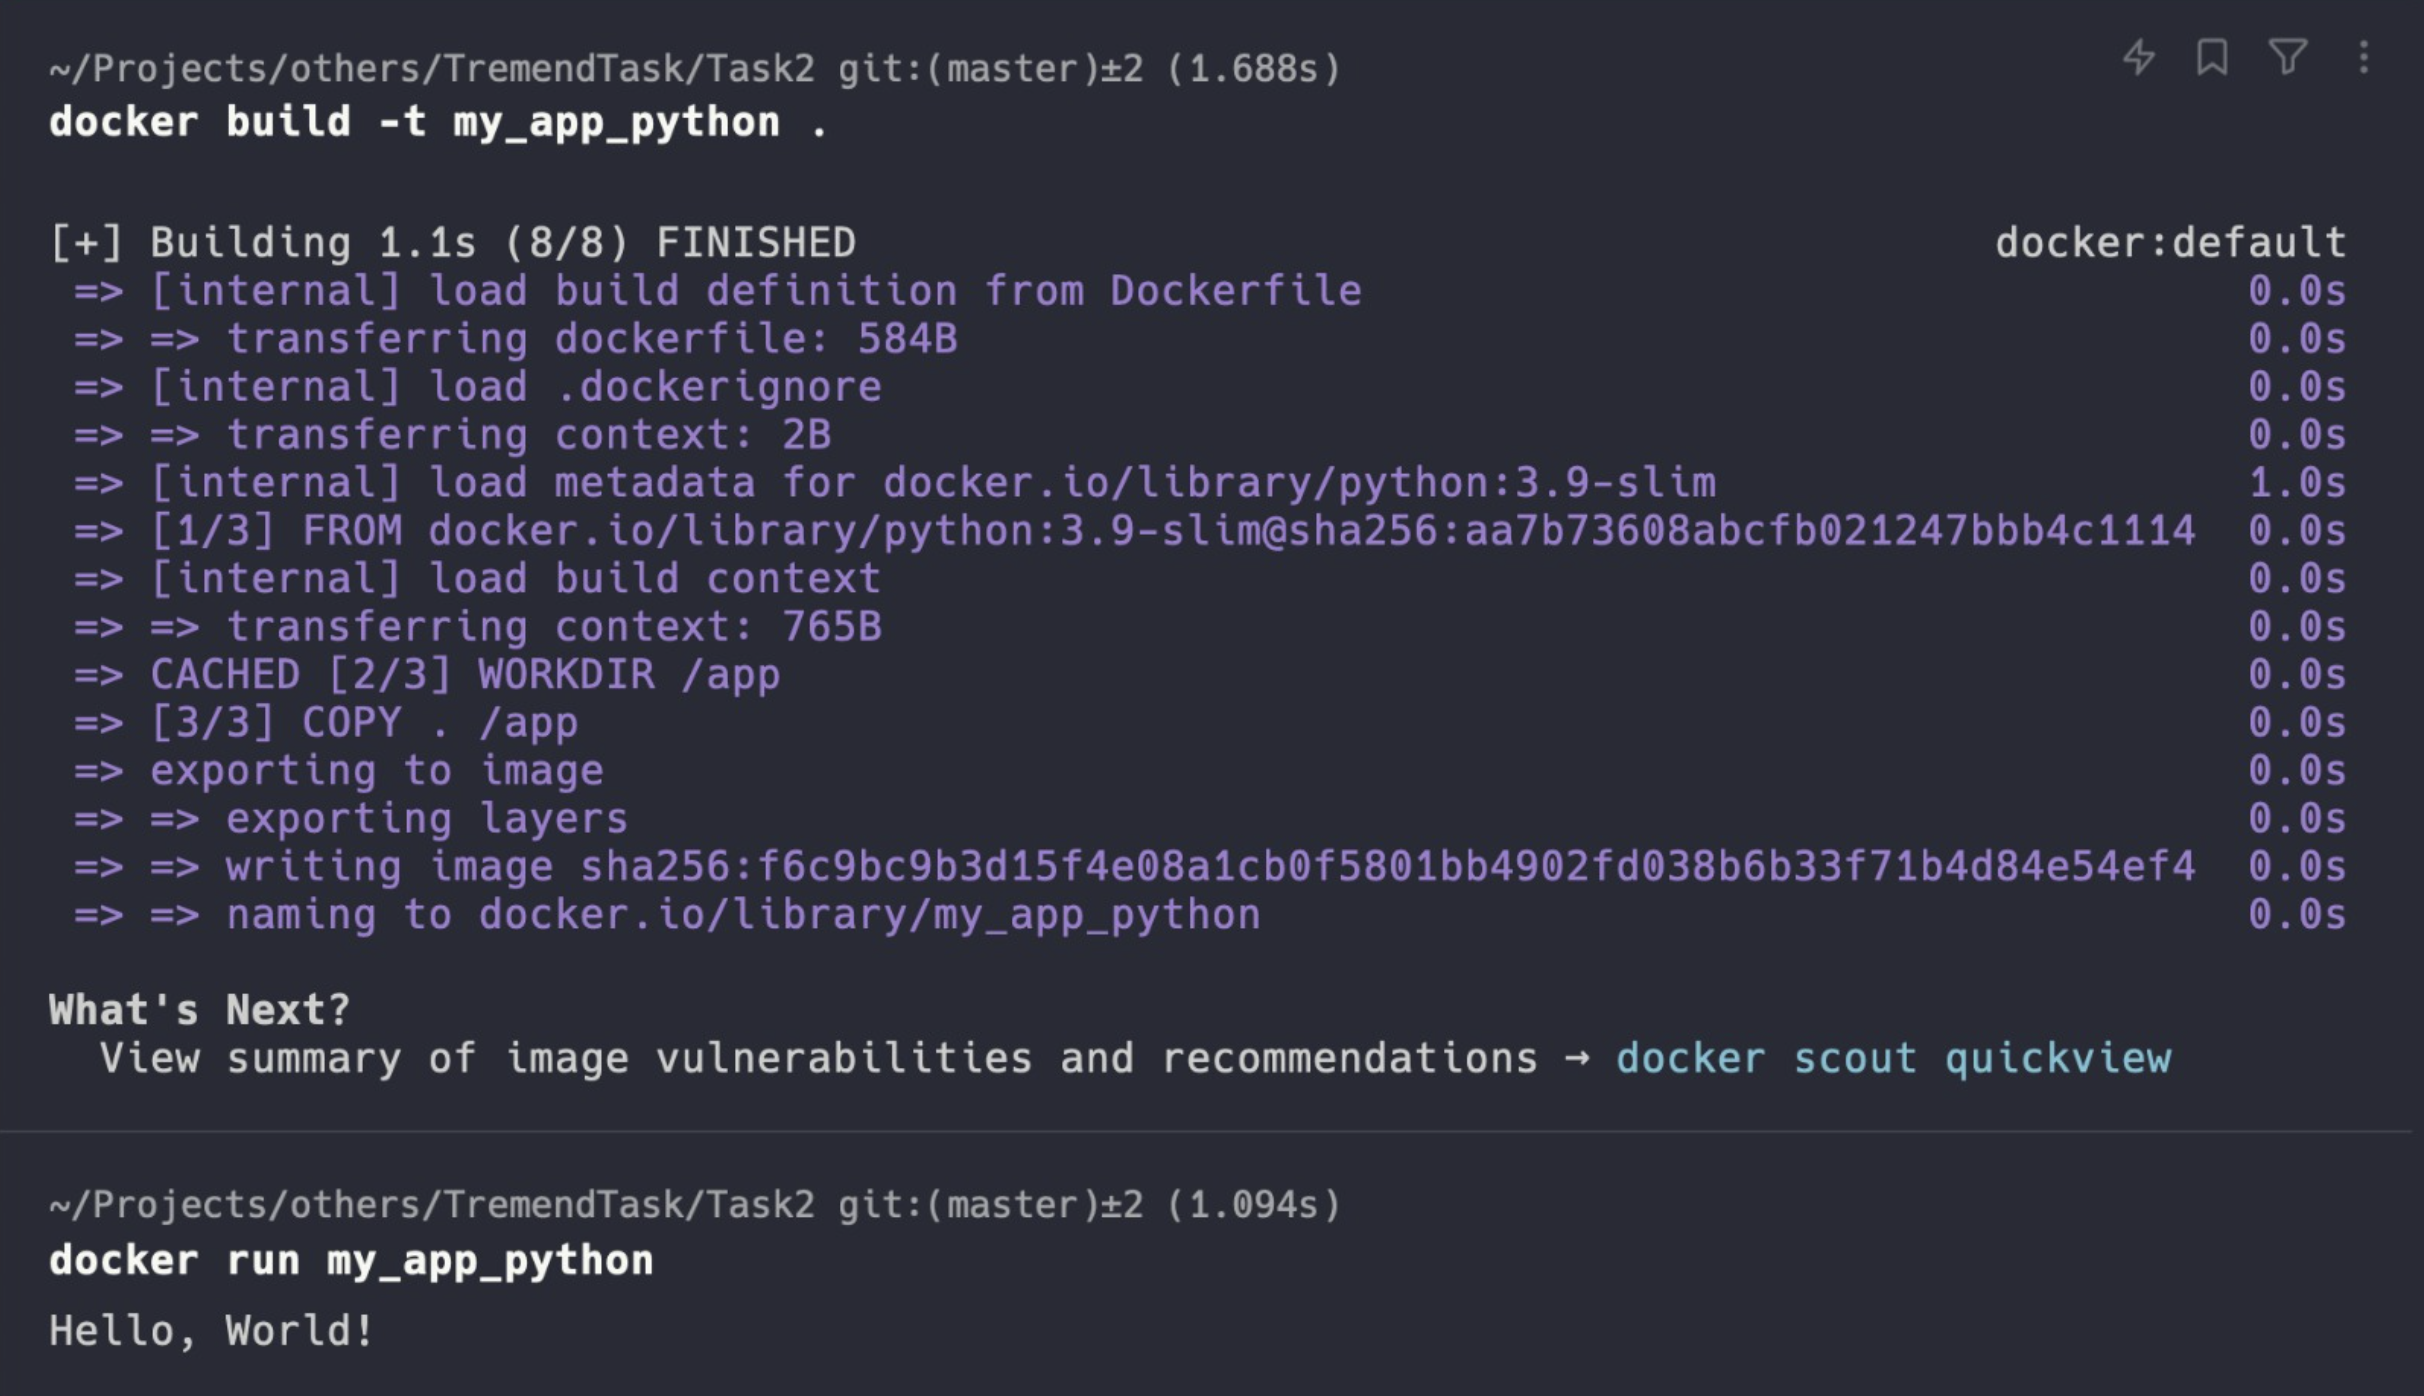 ~/Projects/others/TremendTask/Task2 git:(master)±2 (1.688s)
docker build -t my_app_python .
[+] Building 1.1s (8/8) FINISHED docker:default
=> [internal] load build definition from Dockerfile 0.0s
=> => transferring dockerfile: 584B 0.0s
=> [internal] load .dockerignore 0.0s
=> => transferring context: 2B 0.0s
=> [internal] load metadata for docker.io/library/python:3.9-slim 1.0s
=> [1/3] FROM docker.io/library/python:3.9-slim@sha256:aa7b73608abcfb021247bbb4c1114 0.0s
=> [internal] load build context 0.0s
=> => transferring context: 765B 0.0s
=> CACHED [2/3] WORKDIR /app 0.0s
=> [3/3] COPY . /app 0.0s
=> exporting to image 0.0s
=> => exporting layers 0.0s
=> => writing image sha256:f6c9bc9b3d15f4e08a1cb0f5801bb4902fd038b6b33f71b4d84e54ef4 0.0s
=> => naming to docker.io/library/my_app_python 0.0s
What's Next?
View summary of image vulnerabilities and recommendations → docker scout quickview
~/Projects/others/TremendTask/Task2 git:(master)±2 (1.094s)
docker run my_app_python
Hello, World!